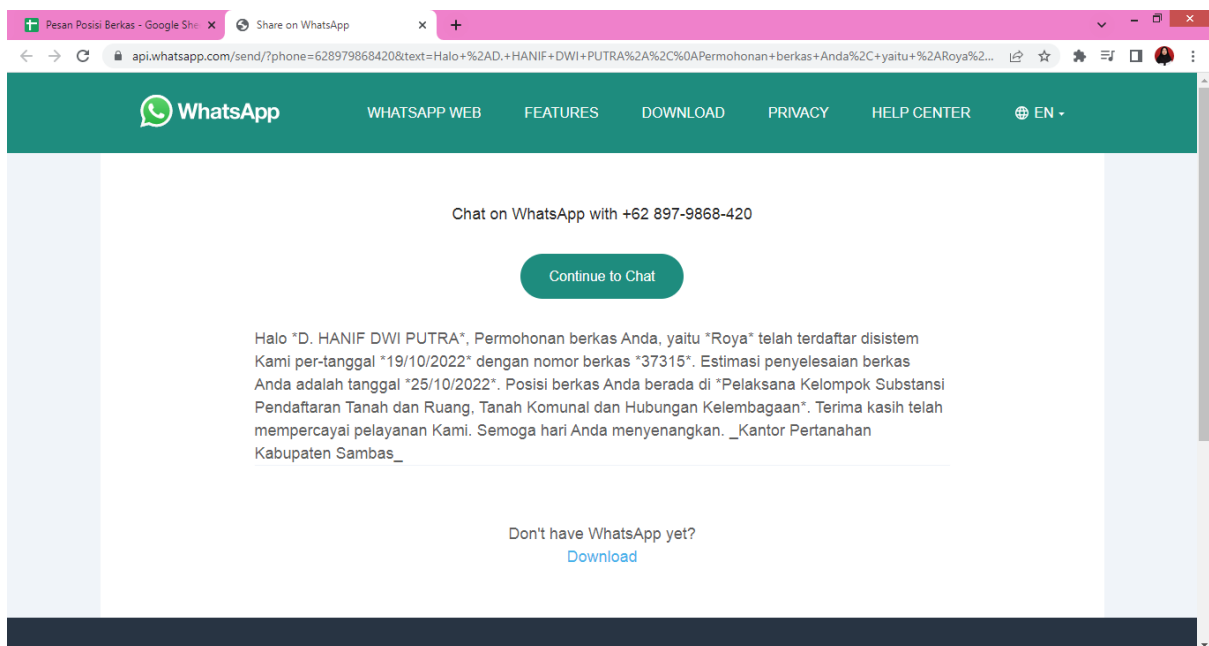 Pesan Posisi Berkas - Google She
Share on WhatsApp
api.whatsapp.com/send/?phone=628979868420&text=Halo+%2AD.+HANIF+DWI+PUTRA%2A%2C%0APermohonan+berkas+Anda%2C+yaitu+%2ARoya%2...
WhatsApp
WHATSAPP WEB
FEATURES
DOWNLOAD
PRIVACY
HELP CENTER
EN
Chat on WhatsApp with +62 897-9868-420
Continue to Chat
Halo *D. HANIF DWI PUTRA*, Permohonan berkas Anda, yaitu *Roya* telah terdaftar disistem
Kami per-tanggal *19/10/2022* dengan nomor berkas *37315*. Estimasi penyelesaian berkas
Anda adalah tanggal *25/10/2022*. Posisi berkas Anda berada di *Pelaksana Kelompok Substansi
Pendaftaran Tanah dan Ruang, Tanah Komunal dan Hubungan Kelembagaan*. Terima kasih telah
mempercayai pelayanan Kami. Semoga hari Anda menyenangkan. _Kantor Pertanahan
Kabupaten Sambas_
Don't have WhatsApp yet?
Download